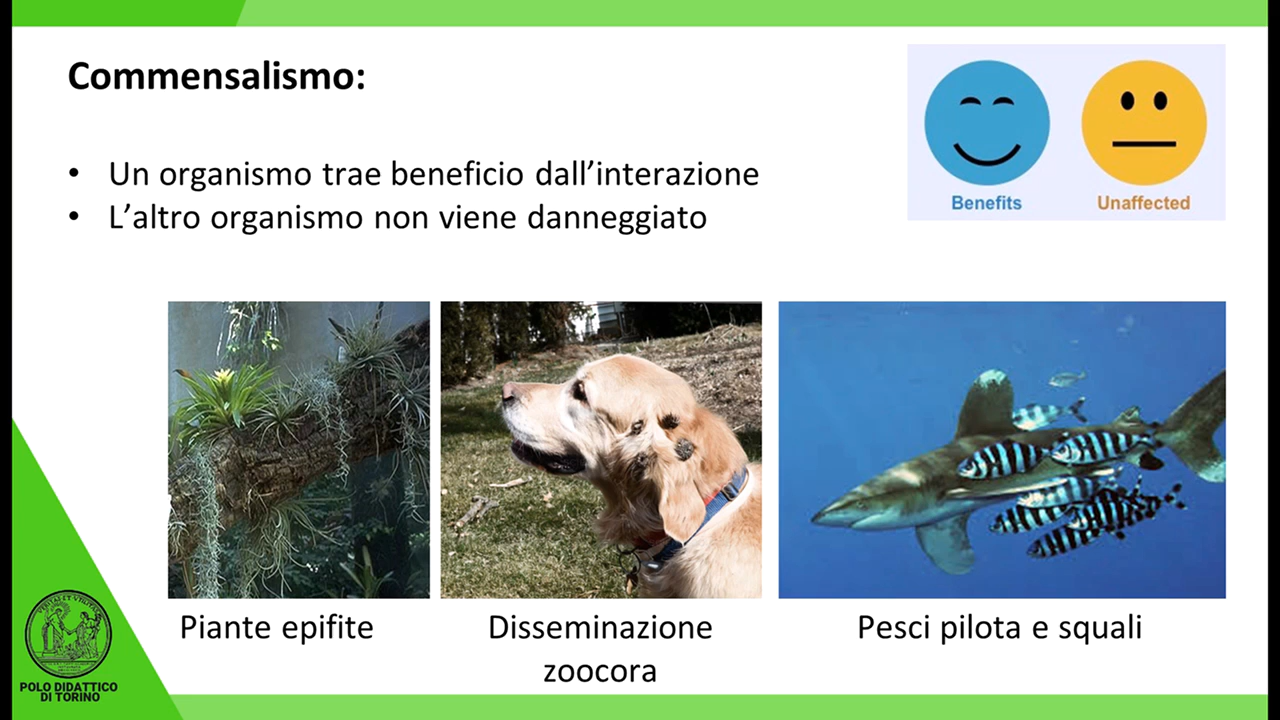 Commensalismo:
• Un organismo trae beneficio dall’interazione
• L’altro organismo non viene danneggiato
Benefits
Unaffected
Piante epifite
Disseminazione
zoocora
Pesci pilota e squali
POLO DIDATTICO
DI TORINO